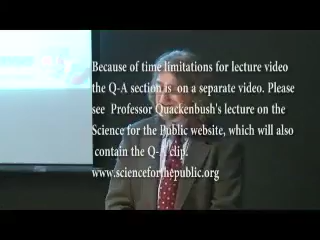 Because of time limitations for lecture video
the Q-A section is on a separate video. Please
see Professor Quackenbush's lecture on the
Science for the Public website, which will also
contain the Q-A clip.
www.scienceforthepublic.org